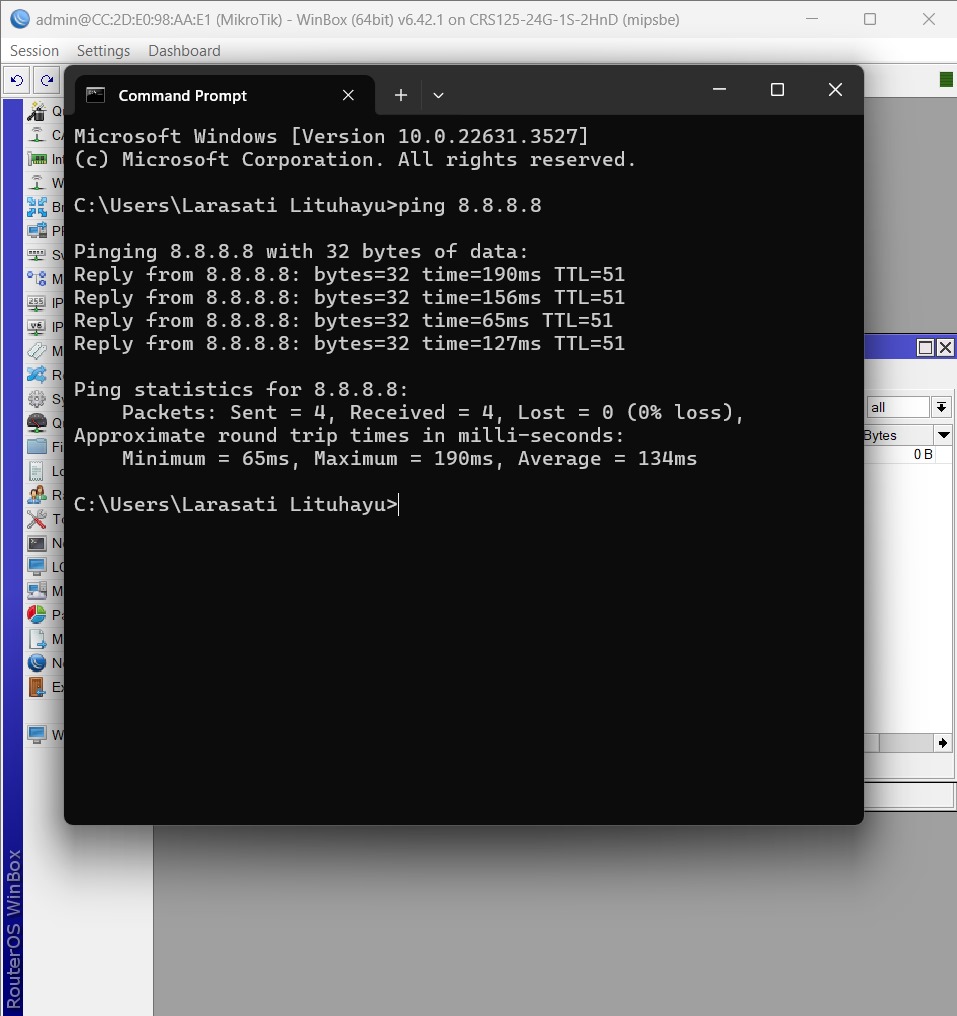 admin@CC:2D:E0:98:AA:E1 (MikroTik) - WinBox (64bit) v6.42.1 on CRS125-24G-1S-2HnD (mipsbe)
Session Settings Dashboard
Command Prompt
Microsoft Windows [Version 10.0.22631.3527]
(c) Microsoft Corporation. All rights reserved.
C:\Users\Larasati Lituhayu>ping 8.8.8.8
Pinging 8.8.8.8 with 32 bytes of data:
Reply from 8.8.8.8: bytes=32 time=190ms TTL=51
Reply from 8.8.8.8: bytes=32 time=156ms TTL=51
Reply from 8.8.8.8: bytes=32 time=65ms TTL=51
Reply from 8.8.8.8: bytes=32 time=127ms TTL=51
Ping statistics for 8.8.8.8:
Packets: Sent = 4, Received = 4, Lost = 0 (0% loss),
Approximate round trip times in milli-seconds:
Minimum = 65ms, Maximum = 190ms, Average = 134ms
C:\Users\Larasati Lituhayu>
all
Bytes
0 B
RouterOS WinBox